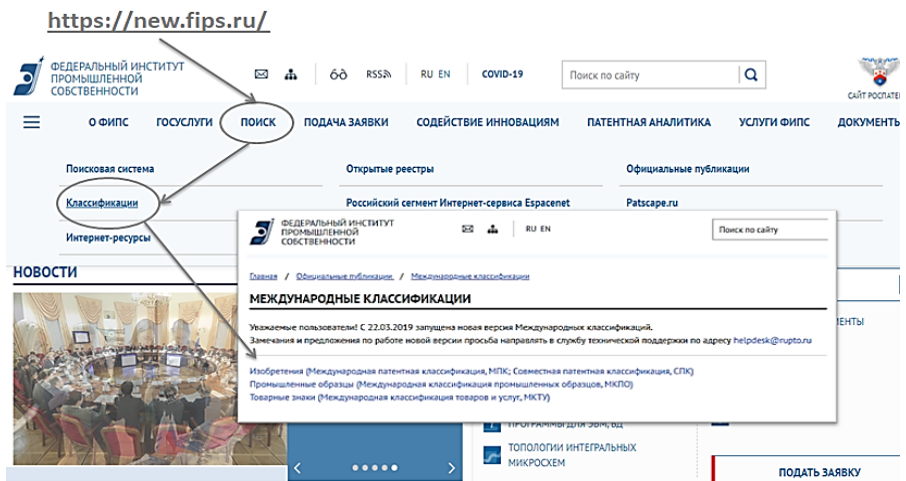 https://new.fips.ru/
ФЕДЕРАЛЬНЫЙ ИНСТИТУТ
ПРОМЫШЛЕННОЙ
СОБСТВЕННОСТИ
RSS
RU EN
COVID-19
Поиск по сайту
САЙТ РОСПАТЕ
О ФИПС ГОСУСЛУГИ ПОИСК ПОДАЧА ЗАЯВКИ СОДЕЙСТВИЕ ИННОВАЦИЯМ ПАТЕНТНАЯ АНАЛИТИКА УСЛУГИ ФИПС ДОКУМЕНТЫ
Поисковая система Открытые реестры Официальные публикации
Классификации Российский сегмент Интернет-сервиса Espacenet Patscape.ru
Интернет-ресурсы
ФЕДЕРАЛЬНЫЙ ИНСТИТУТ
ПРОМЫШЛЕННОЙ
СОБСТВЕННОСТИ
RU EN
Поиск по сайту
Главная / Официальные публикации / Международные классификации
МЕЖДУНАРОДНЫЕ КЛАССИФИКАЦИИ
Уважаемые пользователи! С 22.03.2019 запущена новая версия Международных классификаций.
Замечания и предложения по работе новой версии просьба направлять в службу технической поддержки по адресу helpdesk@rupto.ru
Изобретения (Международная патентная классификация, МПК; Совместная патентная классификация, СПК)
Промышленные образцы (Международная классификация промышленных образцов, МКПО)
Товарные знаки (Международная классификация товаров и услуг, МКТУ)
НОВОСТИ
ЕНТЫ
ПРОГРАММЫ ДЛЯ ЭВМ, БД
ТОПОЛОГИИ ИНТЕГРАЛЬНЫХ
МИКРОСХЕМ
ПОДАТЬ ЗАЯВКУ